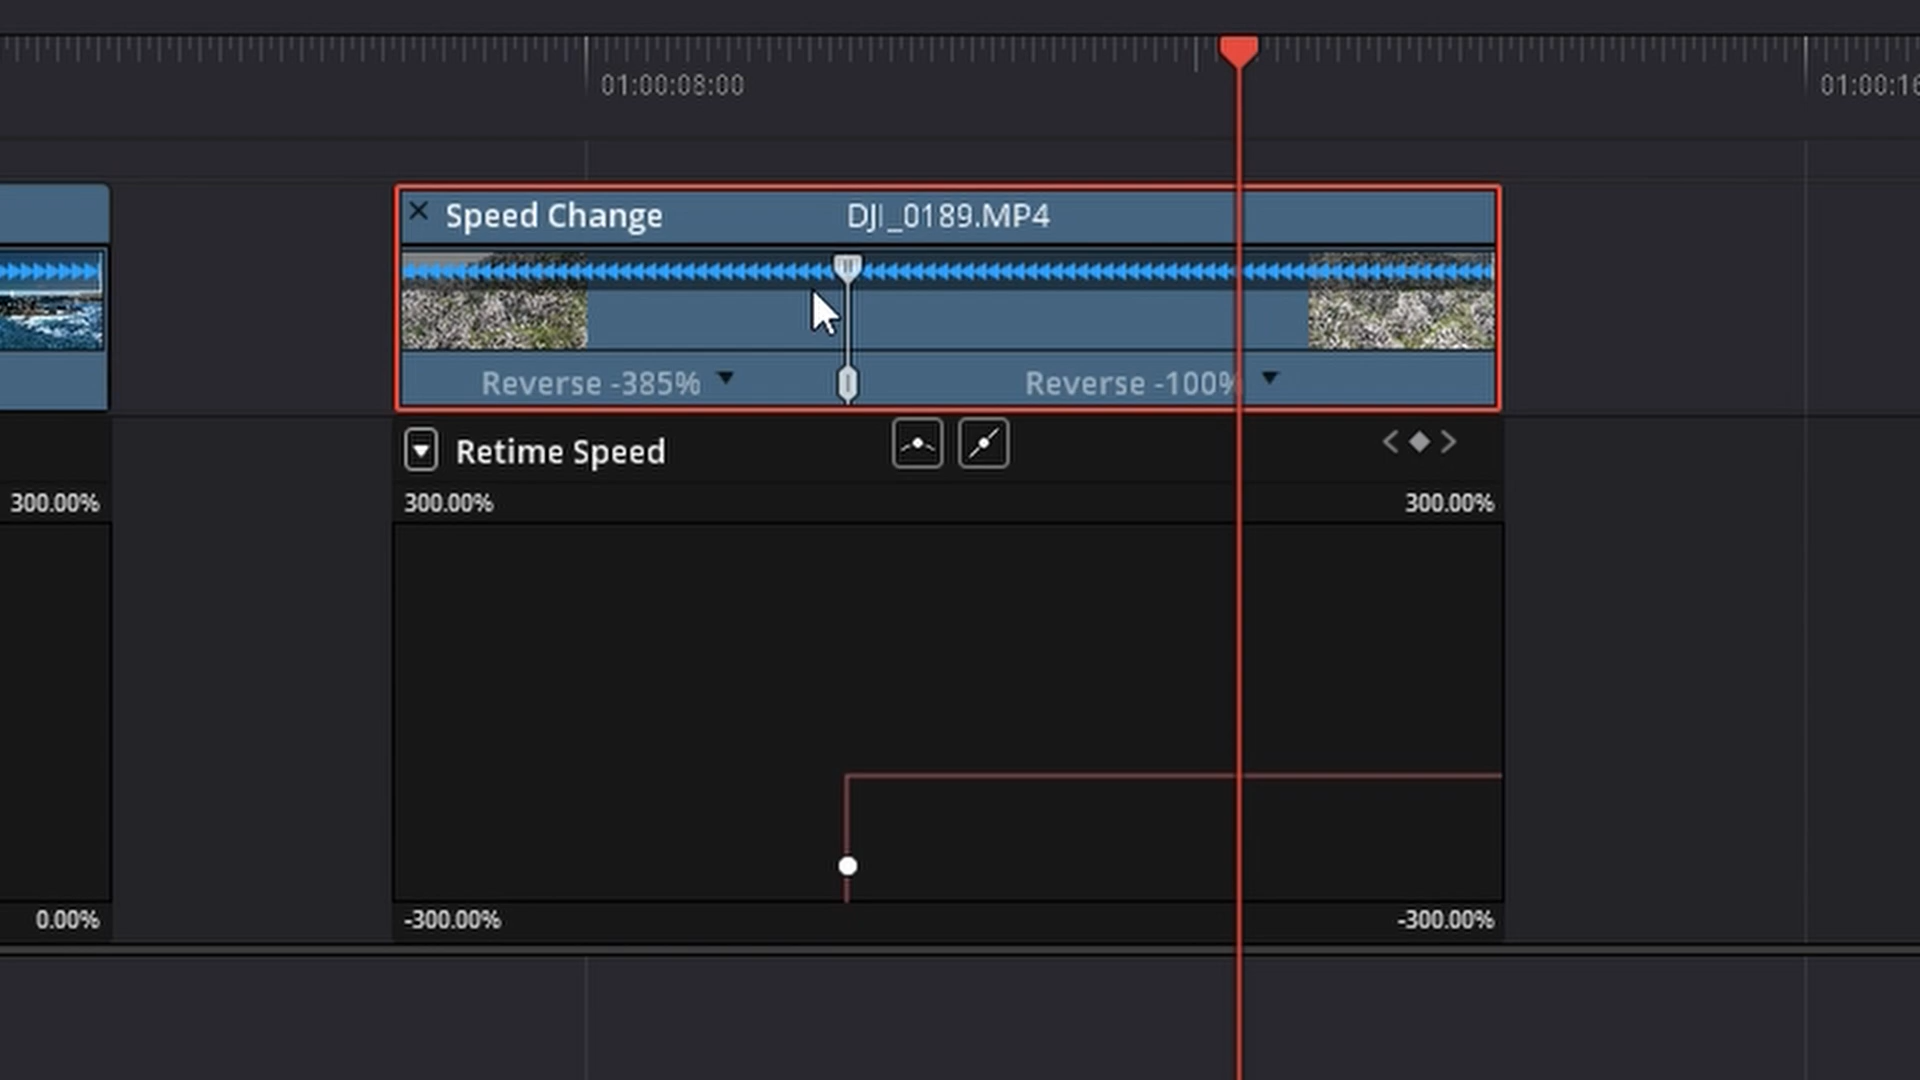 01:00:08:00
01:00:16
Speed Change
DJI_0189.MP4
Reverse -385%
Reverse -100%
Retime Speed
300.00%
300.00%
300.00%
0.00%
-300.00%
-300.00%